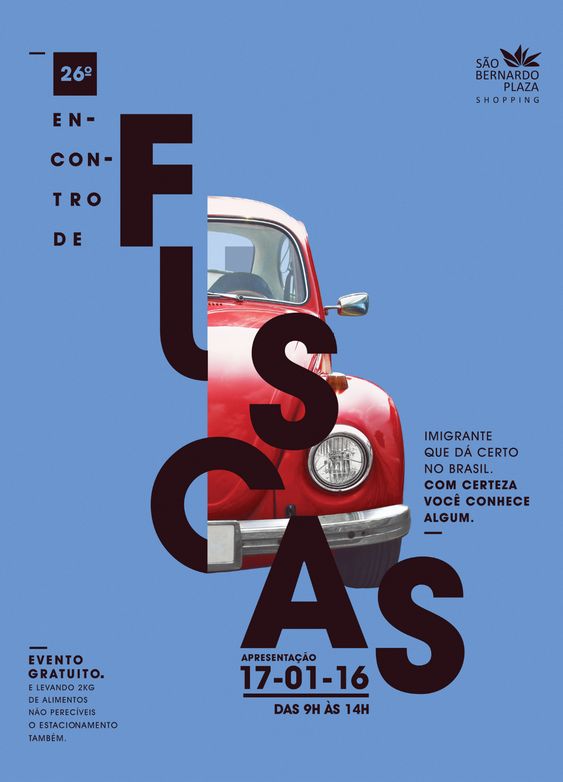 26º
EN-
CON-
TRO
DE
FUSCAS
SÃO
BERNARDO
PLAZA
SHOPPING
IMIGRANTE
QUE DÁ CERTO
NO BRASIL.
COM CERTEZA
VOCÊ CONHECE
ALGUM.
EVENTO
GRATUITO.
E LEVANDO 2KG
DE ALIMENTOS
NÃO PERECÍVEIS
O ESTACIONAMENTO
TAMBÉM.
APRESENTAÇÃO
17-01-16
DAS 9H ÀS 14H